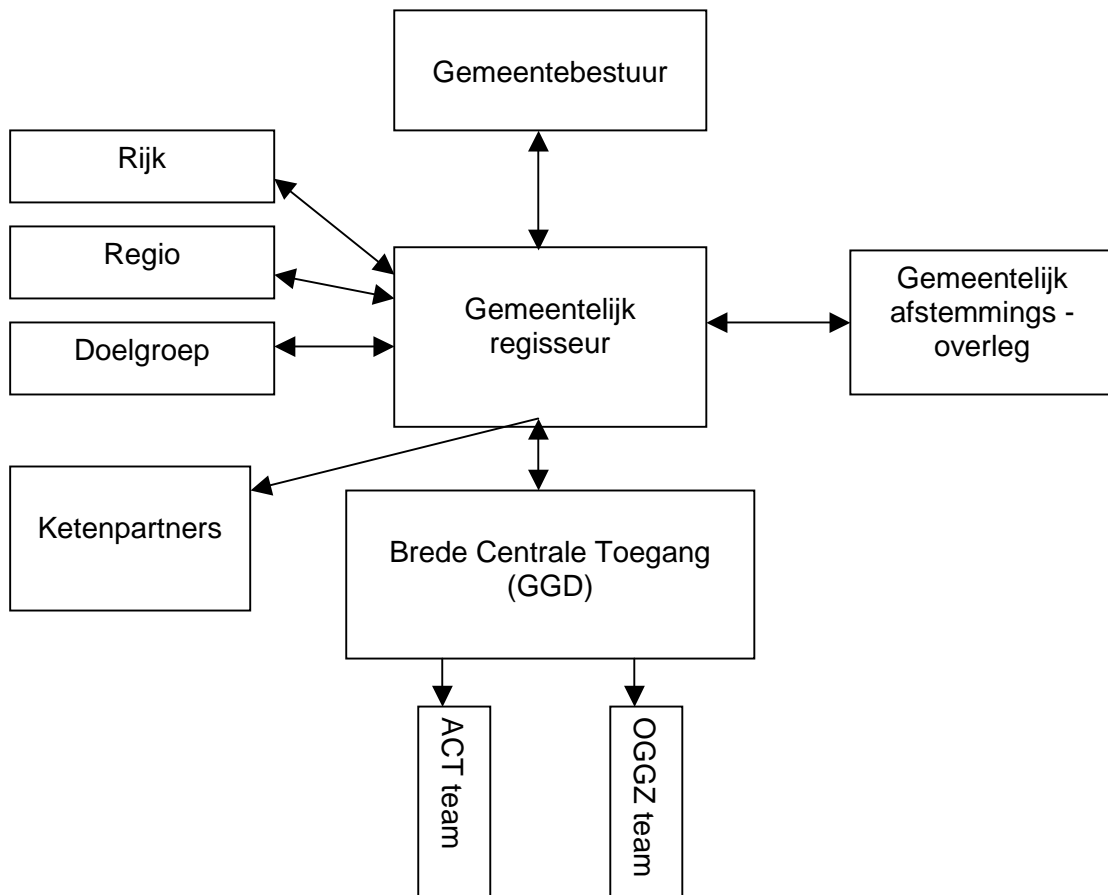 Gemeentebestuur
Rijk
Regio
Doelgroep
Gemeentelijk
regisseur
Gemeentelijk
afstemmings -
overleg
Ketenpartners
Brede Centrale Toegang
(GGD)
ACT team
OGGZ team